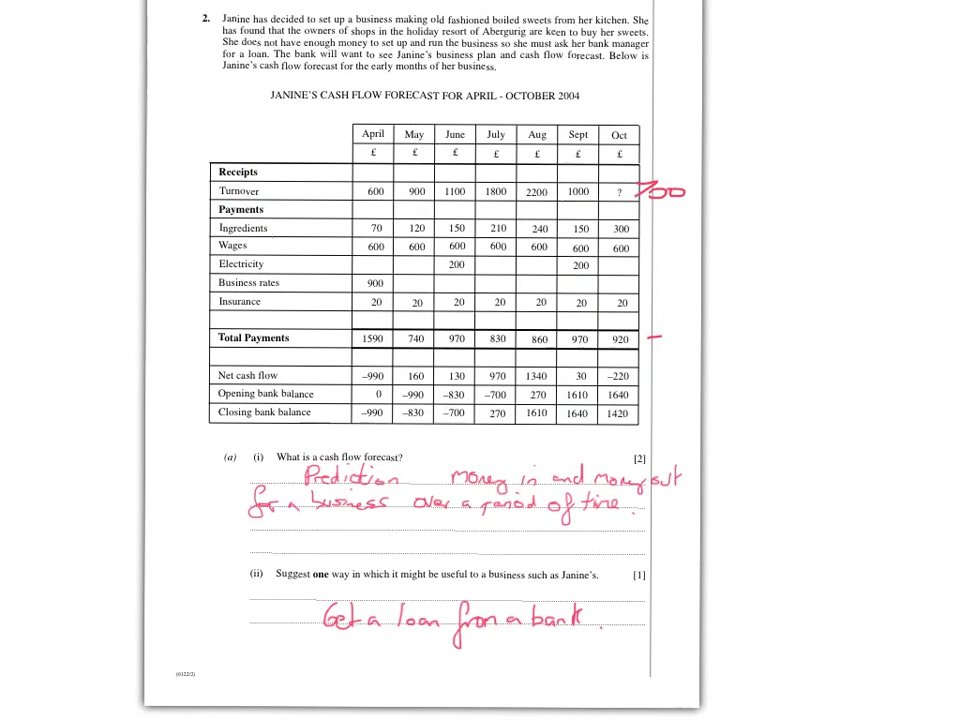 2. Janine has decided to set up a business making old fashioned boiled sweets from her kitchen. She
has found that the owners of shops in the holiday resort of Abergurig are keen to buy her sweets.
She does not have enough money to set up and run the business so she must ask her bank manager
for a loan. The bank will want to see Janine's business plan and cash flow forecast. Below is
Janine's cash flow forecast for the early months of her business.
JANINE'S CASH FLOW FORECAST FOR APRIL - OCTOBER 2004
April May June July Aug Sept Oct
£ £ £ £ £ £ £
Receipts
Turnover 600 900 1100 1800 2200 1000 ? 700
Payments
Ingredients 70 120 150 210 240 150 300
Wages 600 600 600 600 600 600 600
Electricity 200 200
Business rates 900
Insurance 20 20 20 20 20 20 20
Total Payments 1590 740 970 830 860 970 920 –
Net cash flow –990 160 130 970 1340 30 –220
Opening bank balance 0 –990 –830 –700 270 1610 1640
Closing bank balance –990 –830 –700 270 1610 1640 1420
(a) (i) What is a cash flow forecast? [2]
Prediction money in and money out
for a business over a period of time.
(ii) Suggest one way in which it might be useful to a business such as Janine's. [1]
Get a loan from a bank.
(0122/2)